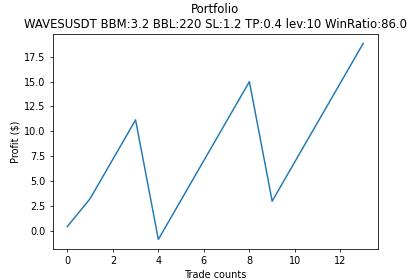 Portfolio
WAVESUSDT BBM:3.2 BBL:220 SL:1.2 TP:0.4 lev:10 WinRatio:86.0
17.5
15.0
12.5
10.0
7.5
5.0
2.5
0.0
Profit ($)
0 2 4 6 8 10 12
Trade counts